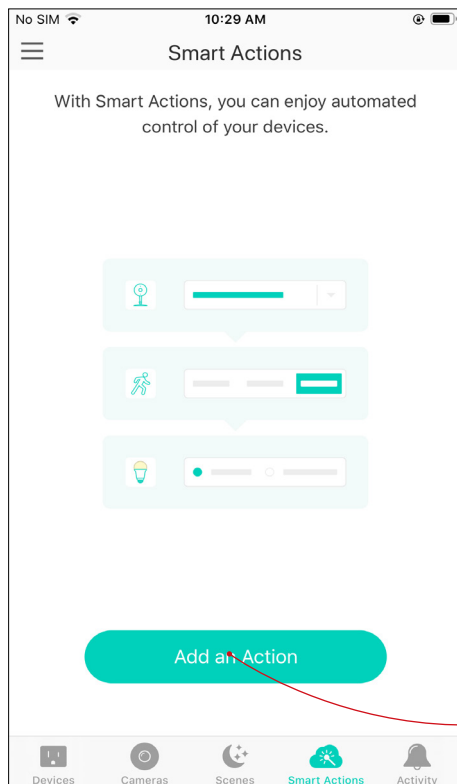 No SIM 10:29 AM
Smart Actions
With Smart Actions, you can enjoy automated
control of your devices.
Add an Action
Devices Cameras Scenes Smart Actions Activity